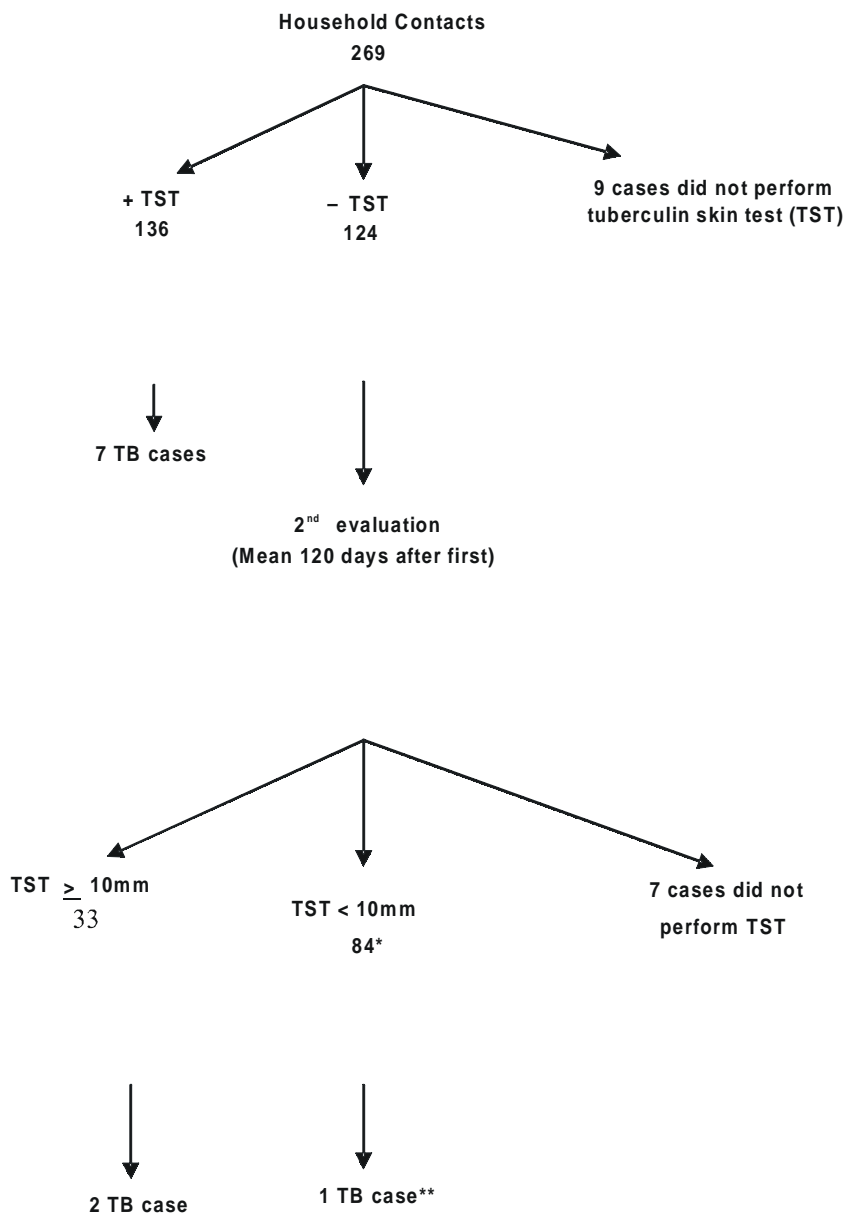 Household Contacts
269
+ TST
136
– TST
124
9 cases did not perform
tuberculin skin test (TST)
7 TB cases
2nd evaluation
(Mean 120 days after first)
TST ≥ 10mm
33
TST < 10mm
84*
7 cases did not
perform TST
2 TB case
1 TB case**